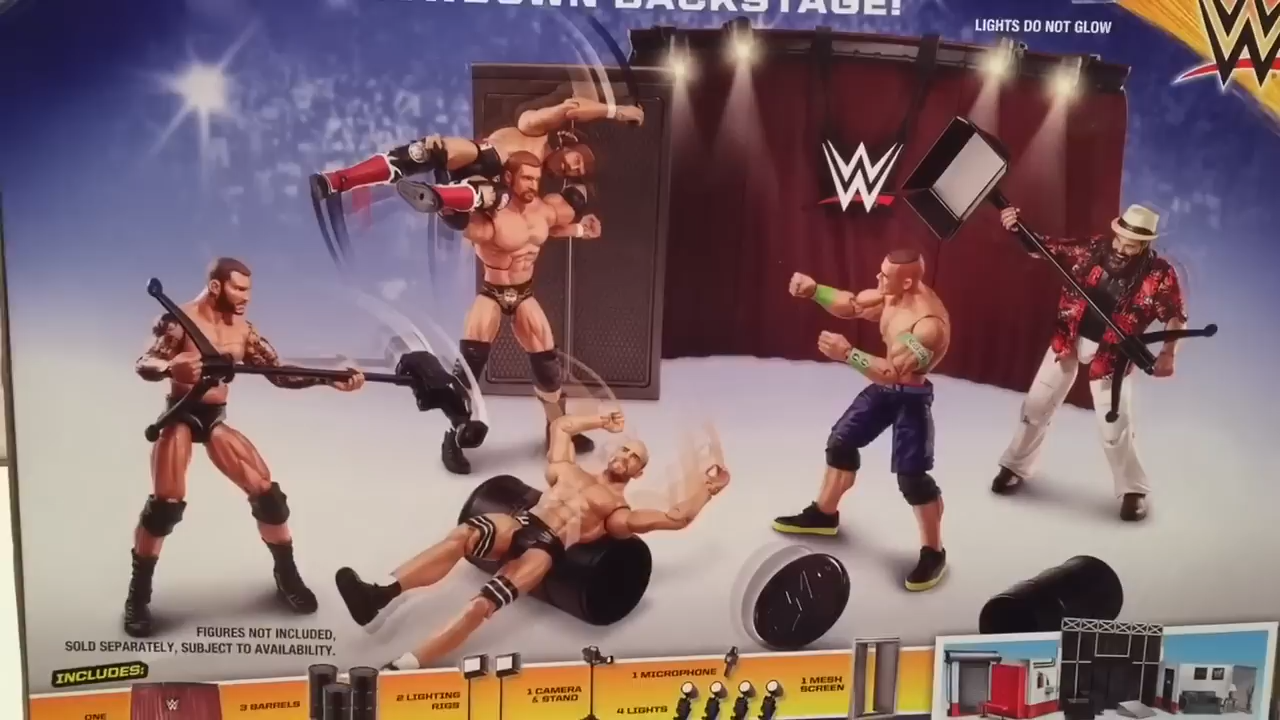 BACKSTAGE!
LIGHTS DO NOT GLOW
W
W
FIGURES NOT INCLUDED,
SOLD SEPARATELY, SUBJECT TO AVAILABILITY.
INCLUDES:
ONE
3 BARRELS
2 LIGHTING
RIGS
1 CAMERA
& STAND
1 MICROPHONE
4 LIGHTS
1 MESH
SCREEN